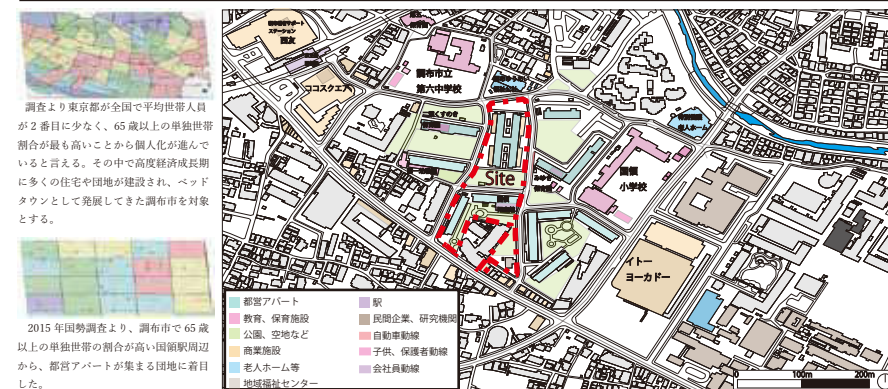 調査より東京都が全国で平均世帯人員
が2番目に少なく、65歳以上の単独世帯
割合が最も高いことから個人化が進んで
いると言える。その中で高度経済成長期
に多くの住宅や団地が建設され、ベッド
タウンとして発展してきた調布市を対象
とする。
2015年国勢調査より、調布市で65歳
以上の単独世帯の割合が高い国領駅周辺
から、都営アパートが集まる団地に着目
した。
西友
ココスクエア
調布市立
第六中学校
Site
国領
小学校
老人ホーム
イトー
ヨーカドー
都営アパート
教育、保育施設
公園、空地など
商業施設
老人ホーム等
地域福祉センター
駅
民間企業、研究機関
自動車動線
子供、保護者動線
会社員動線
0
100m
200m